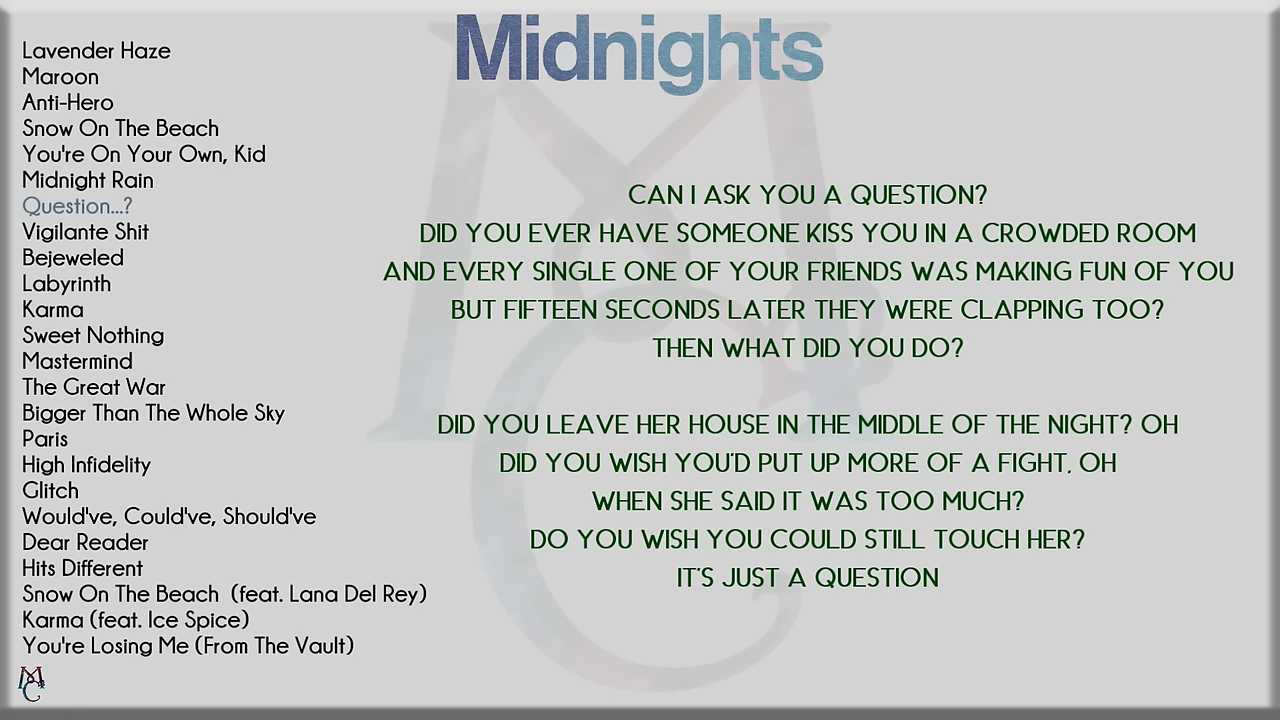 Midnights
Lavender Haze
Maroon
Anti-Hero
Snow On The Beach
You're On Your Own, Kid
Midnight Rain
Question...?
Vigilante Shit
Bejeweled
Labyrinth
Karma
Sweet Nothing
Mastermind
The Great War
Bigger Than The Whole Sky
Paris
High Infidelity
Glitch
Would've, Could've, Should've
Dear Reader
Hits Different
Snow On The Beach (feat. Lana Del Rey)
Karma (feat. Ice Spice)
You're Losing Me (From The Vault)
CAN I ASK YOU A QUESTION?
DID YOU EVER HAVE SOMEONE KISS YOU IN A CROWDED ROOM
AND EVERY SINGLE ONE OF YOUR FRIENDS WAS MAKING FUN OF YOU
BUT FIFTEEN SECONDS LATER THEY WERE CLAPPING TOO?
THEN WHAT DID YOU DO?
DID YOU LEAVE HER HOUSE IN THE MIDDLE OF THE NIGHT? OH
DID YOU WISH YOU'D PUT UP MORE OF A FIGHT, OH
WHEN SHE SAID IT WAS TOO MUCH?
DO YOU WISH YOU COULD STILL TOUCH HER?
IT'S JUST A QUESTION